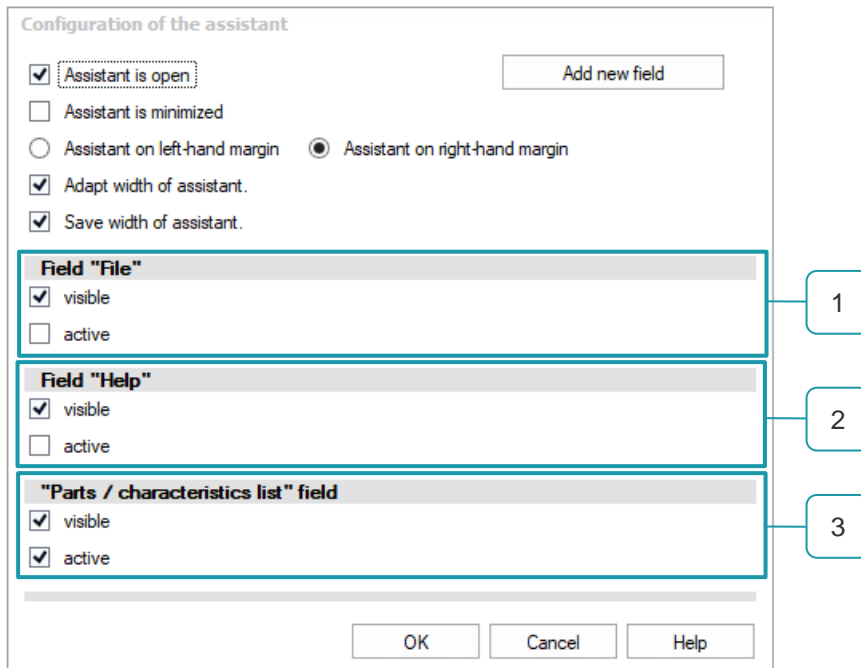 Configuration of the assistant
Assistant is open
Add new field
Assistant is minimized
Assistant on left-hand margin
Assistant on right-hand margin
Adapt width of assistant.
Save width of assistant.
Field "File"
visible
active
1
Field "Help"
visible
active
2
"Parts / characteristics list" field
visible
active
3
OK
Cancel
Help